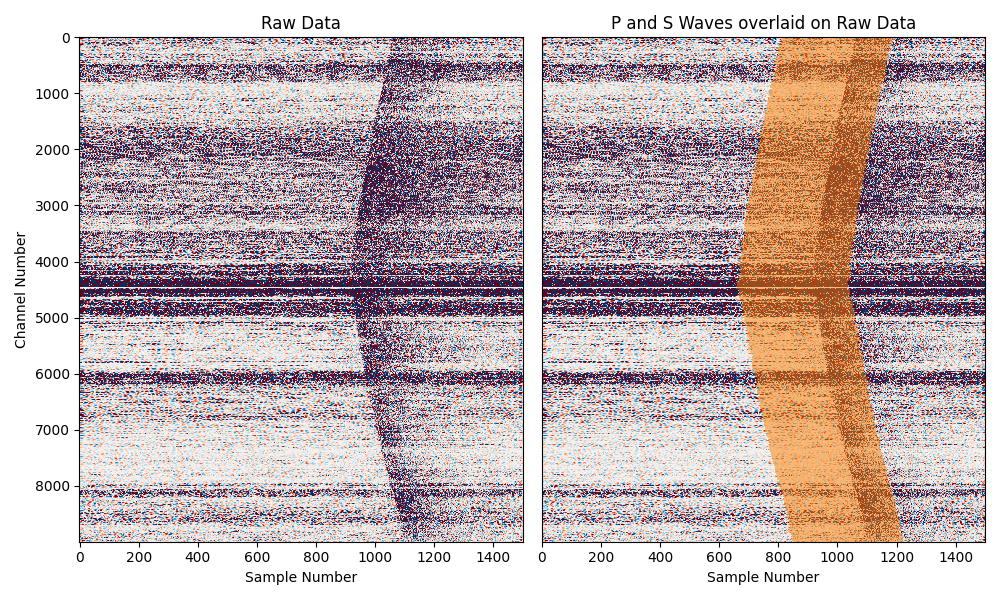 Raw Data
P and S Waves overlaid on Raw Data
Channel Number
0
1000
2000
3000
4000
5000
6000
7000
8000
0 200 400 600 800 1000 1200 1400
0 200 400 600 800 1000 1200 1400
Sample Number
Sample Number